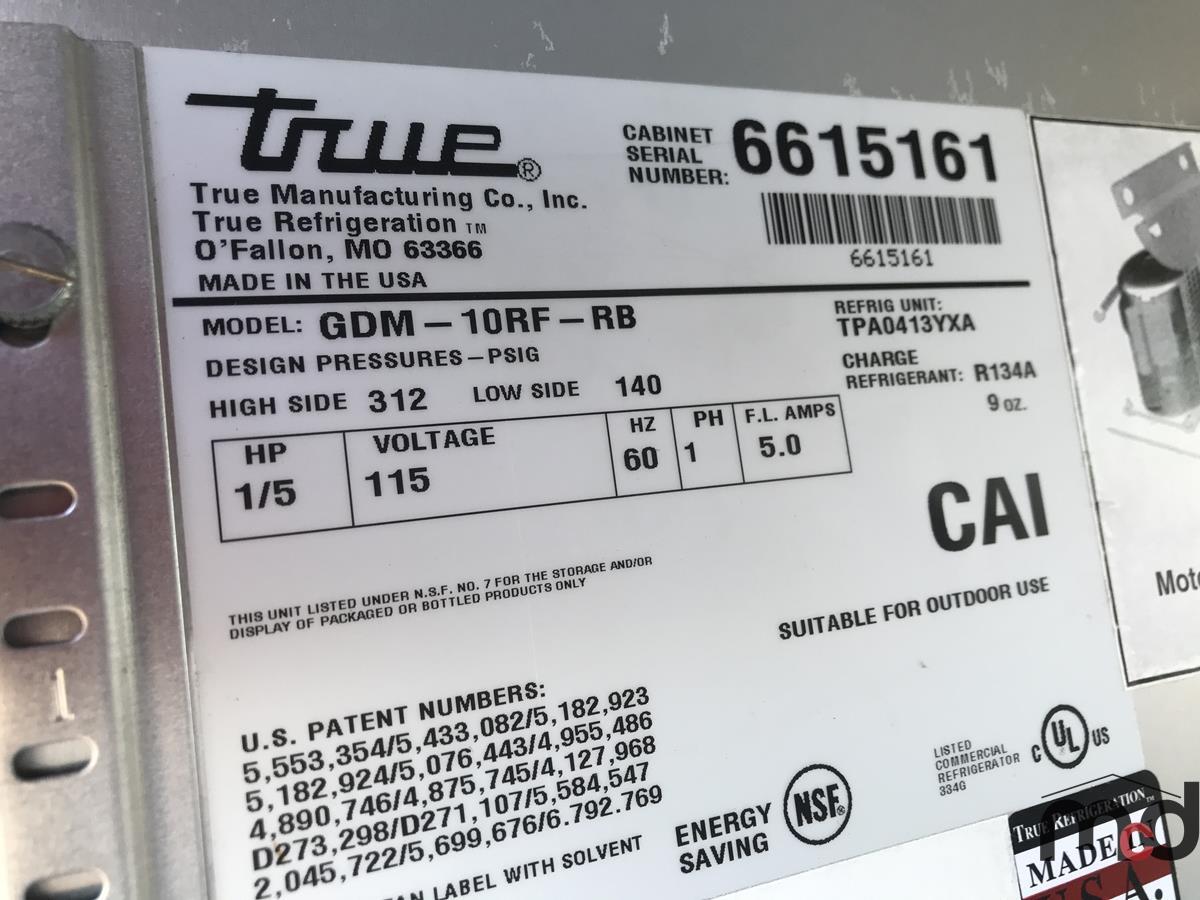 true®
True Manufacturing Co., Inc.
True Refrigeration TM
O'Fallon, MO 63366
MADE IN THE USA
CABINET
SERIAL
NUMBER: 6615161
6615161
MODEL: GDM-10RF-RB
DESIGN PRESSURES-PSIG
HIGH SIDE 312 LOW SIDE 140
REFRIG UNIT:
TPA0413YXA
CHARGE
REFRIGERANT: R134A
9 OZ.
HP VOLTAGE HZ PH F.L. AMPS
1/5 115 60 1 5.0
CAI
THIS UNIT LISTED UNDER N.S.F. NO. 7 FOR THE STORAGE AND/OR
DISPLAY OF PACKAGED OR BOTTLED PRODUCTS ONLY
SUITABLE FOR OUTDOOR USE
U.S. PATENT NUMBERS:
5,553,354/5,433,082/5,182,923
5,182,924/5,076,443/4,955,486
4,890,746/4,875,745/4,127,968
D273,298/D271,107/5,584,547
2,045,722/5,699,676/6.792.769
LABEL WITH SOLVENT
ENERGY
SAVING
NSF®
LISTED
COMMERCIAL
REFRIGERATOR
334G
C UL US
TRUE REFRIGERATION™
MADE IN
U.S.A.
1